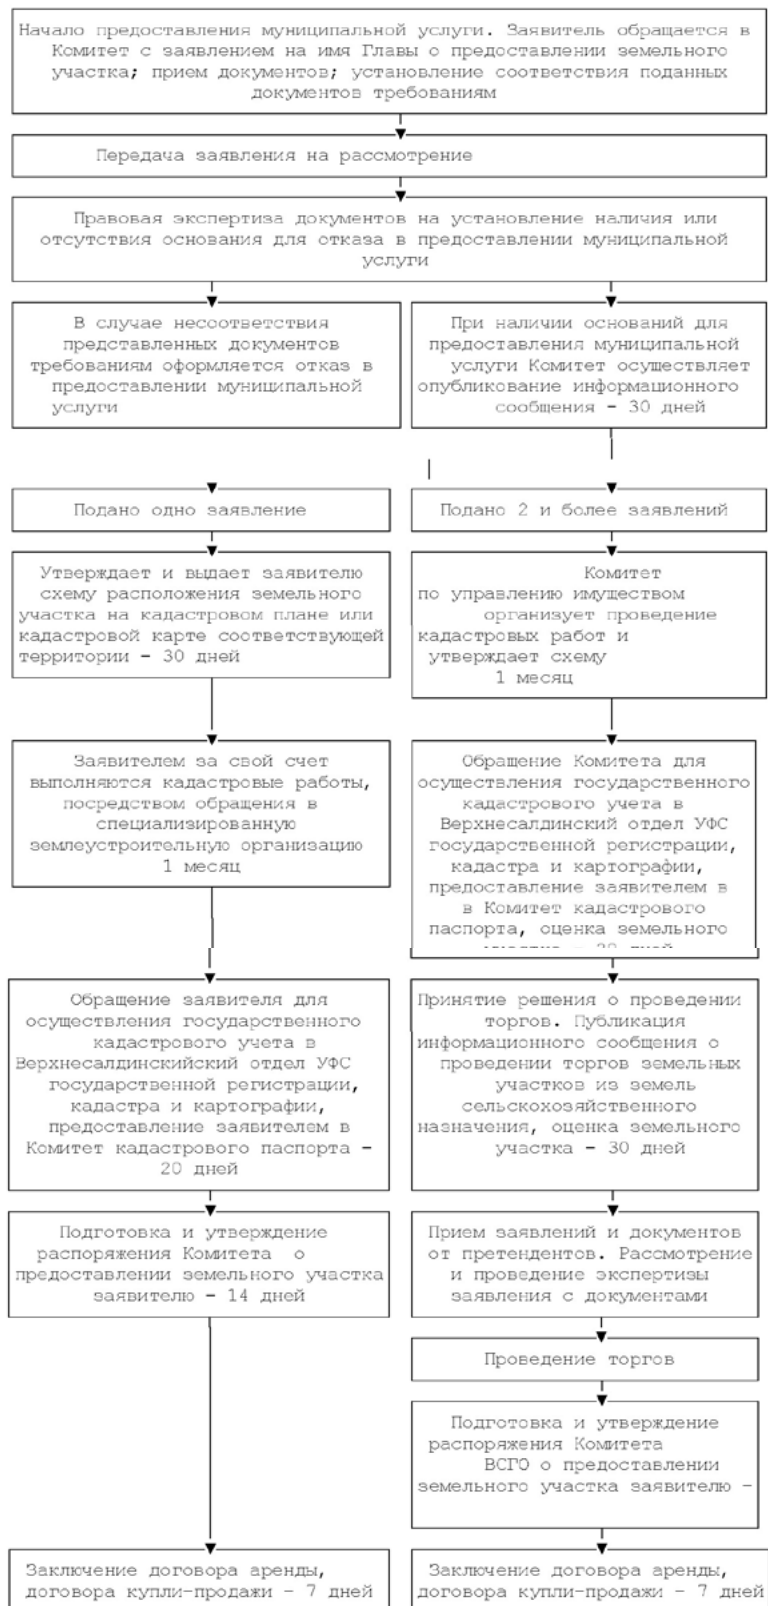 Начало предоставления муниципальной услуги. Заявитель обращается в
Комитет с заявлением на имя Главы о предоставлении земельного
участка; прием документов; установление соответствия поданных
документов требованиям
Передача заявления на рассмотрение
Правовая экспертиза документов на установление наличия или
отсутствия основания для отказа в предоставлении муниципальной
услуги
В случае несоответствия
представленных документов
требованиям оформляется отказ в
предоставлении муниципальной
услуги
При наличии оснований для
предоставления муниципальной
услуги Комитет осуществляет
опубликование информационного
сообщения - 30 дней
Подано одно заявление
Подано 2 и более заявлений
Утверждает и выдает заявителю
схему расположения земельного
участка на кадастровом плане или
кадастровой карте соответствующей
территории - 30 дней
Комитет
по управлению имуществом
организует проведение
кадастровых работ и
утверждает схему
1 месяц
Заявителем за свой счет
выполняются кадастровые работы,
посредством обращения в
специализированную
землеустроительную организацию
1 месяц
Обращение Комитета для
осуществления государственного
кадастрового учета в
Верхнесалдинский отдел УФС
государственной регистрации,
кадастра и картографии,
предоставление заявителем в
в Комитет кадастрового
паспорта, оценка земельного
Обращение заявителя для
осуществления государственного
кадастрового учета в
Верхнесалдинскийский отдел УФС
государственной регистрации,
кадастра и картографии,
предоставление заявителем в
Комитет кадастрового паспорта -
20 дней
Принятие решения о проведении
торгов. Публикация
информационного сообщения о
проведении торгов земельных
участков из земель
сельскохозяйственного
назначения, оценка земельного
участка - 30 дней
Подготовка и утверждение
распоряжения Комитета о
предоставлении земельного участка
заявителю - 14 дней
Прием заявлений и документов
от претендентов. Рассмотрение
и проведение экспертизы
заявления с документами
Проведение торгов
Подготовка и утверждение
распоряжения Комитета
ВСГО о предоставлении
земельного участка заявителю -
Заключение договора аренды,
договора купли-продажи - 7 дней
Заключение договора аренды,
договора купли-продажи - 7 дней